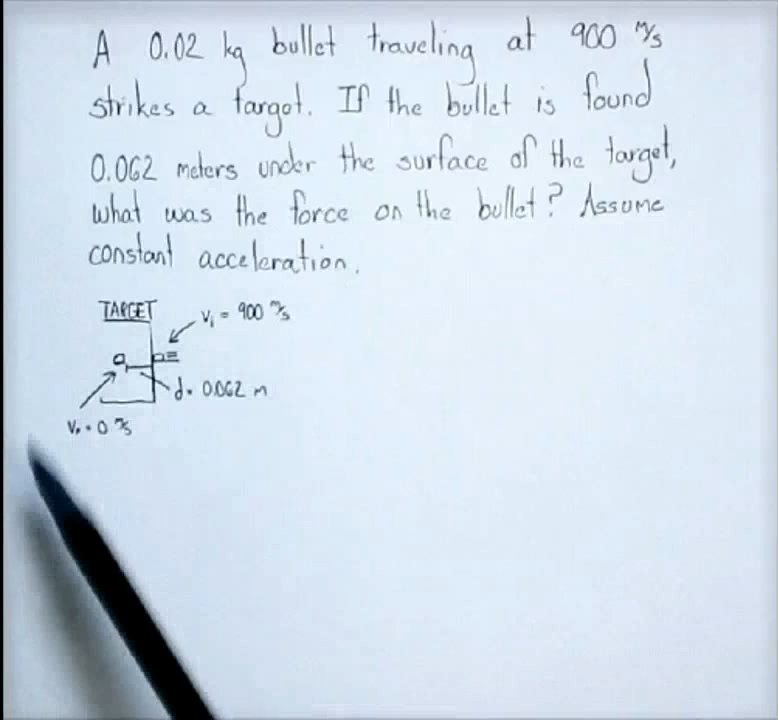 A 0.02 kg bullet traveling at 900 m/s
strikes a target. If the bullet is found
0.062 meters under the surface of the target,
what was the force on the bullet? Assume
constant acceleration.
TARGET
Vi = 900 m/s
d = 0.062 m
Vf = 0 m/s